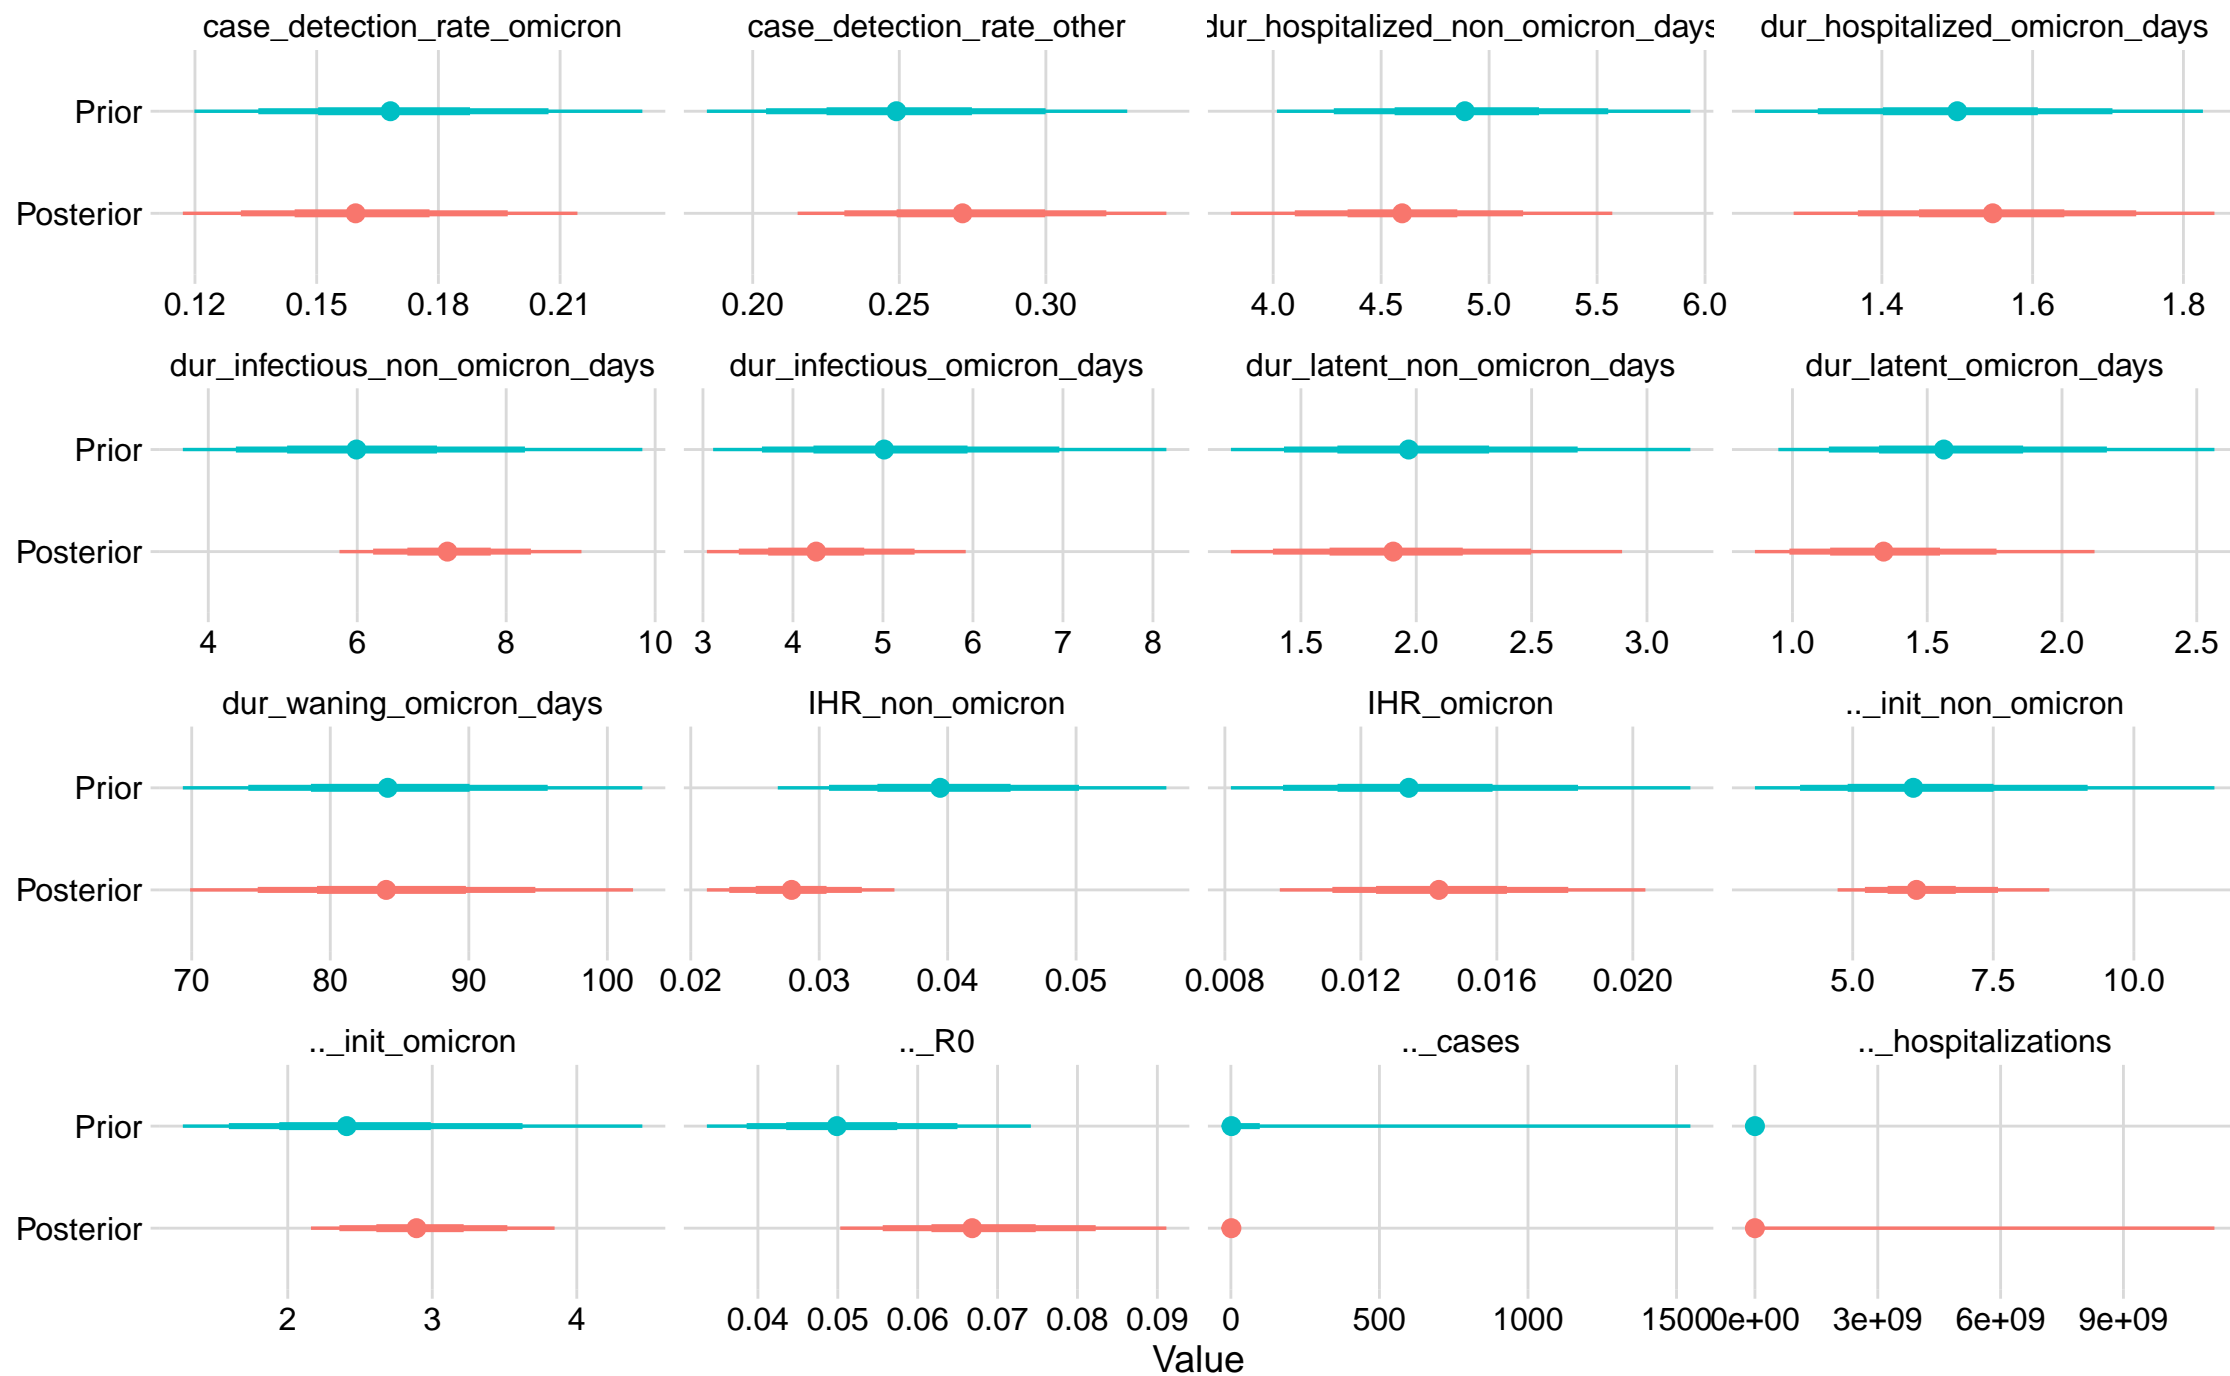 case_detection_rate_omicron case_detection_rate_other dur_hospitalized_non_omicron_days dur_hospitalized_omicron_days
Prior
Posterior
0.12 0.15 0.18 0.21 0.20 0.25 0.30 4.0 4.5 5.0 5.5 6.0 1.4 1.6 1.8
dur_infectious_non_omicron_days dur_infectious_omicron_days dur_latent_non_omicron_days dur_latent_omicron_days
Prior
Posterior
4 6 8 10 3 4 5 6 7 8 1.5 2.0 2.5 3.0 1.0 1.5 2.0 2.5
dur_waning_omicron_days IHR_non_omicron IHR_omicron .._init_non_omicron
Prior
Posterior
70 80 90 100 0.02 0.03 0.04 0.05 0.008 0.012 0.016 0.020 5.0 7.5 10.0
.._init_omicron .._R0 .._cases .._hospitalizations
Prior
Posterior
2 3 4 0.04 0.05 0.06 0.07 0.08 0.09 0 500 1000 1500 0e+00 3e+09 6e+09 9e+09
Value